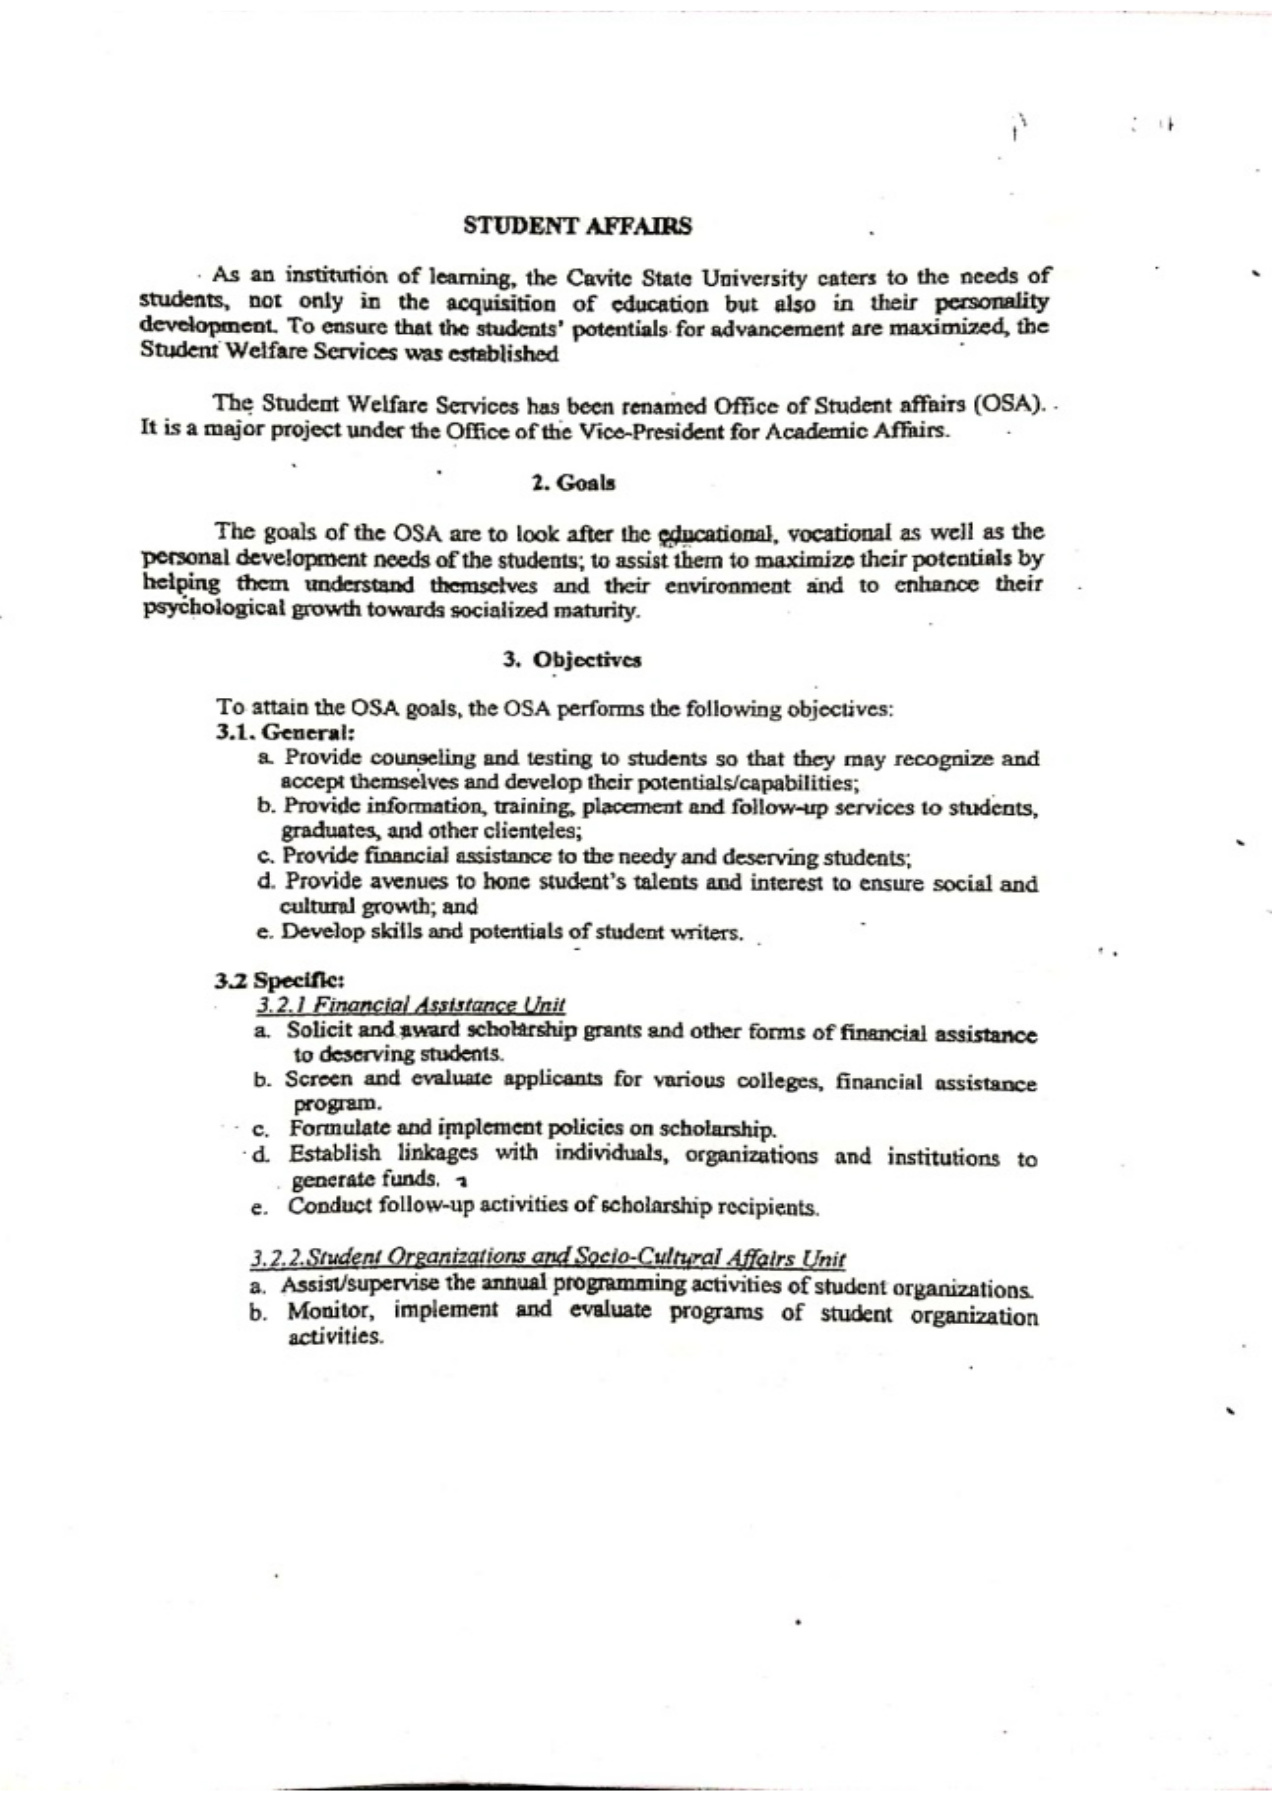 STUDENT AFFAIRS
As an institution of learning, the Cavite State University caters to the needs of
students, not only in the acquisition of education but also in their personality
development. To ensure that the students' potentials for advancement are maximized, the
Student Welfare Services was established
The Student Welfare Services has been renamed Office of Student affairs (OSA).
It is a major project under the Office of the Vice-President for Academic Affairs.
2. Goals
The goals of the OSA are to look after the educational, vocational as well as the
personal development needs of the students; to assist them to maximize their potentials by
helping them understand themselves and their environment and to enhance their
psychological growth towards socialized maturity.
3. Objectives
To attain the OSA goals, the OSA performs the following objectives:
3.1. General:
a. Provide counseling and testing to students so that they may recognize and
accept themselves and develop their potentials/capabilities;
b. Provide information, training, placement and follow-up services to students,
graduates, and other clienteles;
c. Provide financial assistance to the needy and deserving students;
d. Provide avenues to hone student's talents and interest to ensure social and
cultural growth; and
e. Develop skills and potentials of student writers.
3.2 Specific:
3.2.1 Financial Assistance Unit
a. Solicit and award scholarship grants and other forms of financial assistance
to deserving students.
b. Screen and evaluate applicants for various colleges, financial assistance
program.
c. Formulate and implement policies on scholarship.
d. Establish linkages with individuals, organizations and institutions to
generate funds.
e. Conduct follow-up activities of scholarship recipients.
3.2.2.Student Organizations and Socio-Cultural Affairs Unit
a. Assist/supervise the annual programming activities of student organizations.
b. Monitor, implement and evaluate programs of student organization
activities.